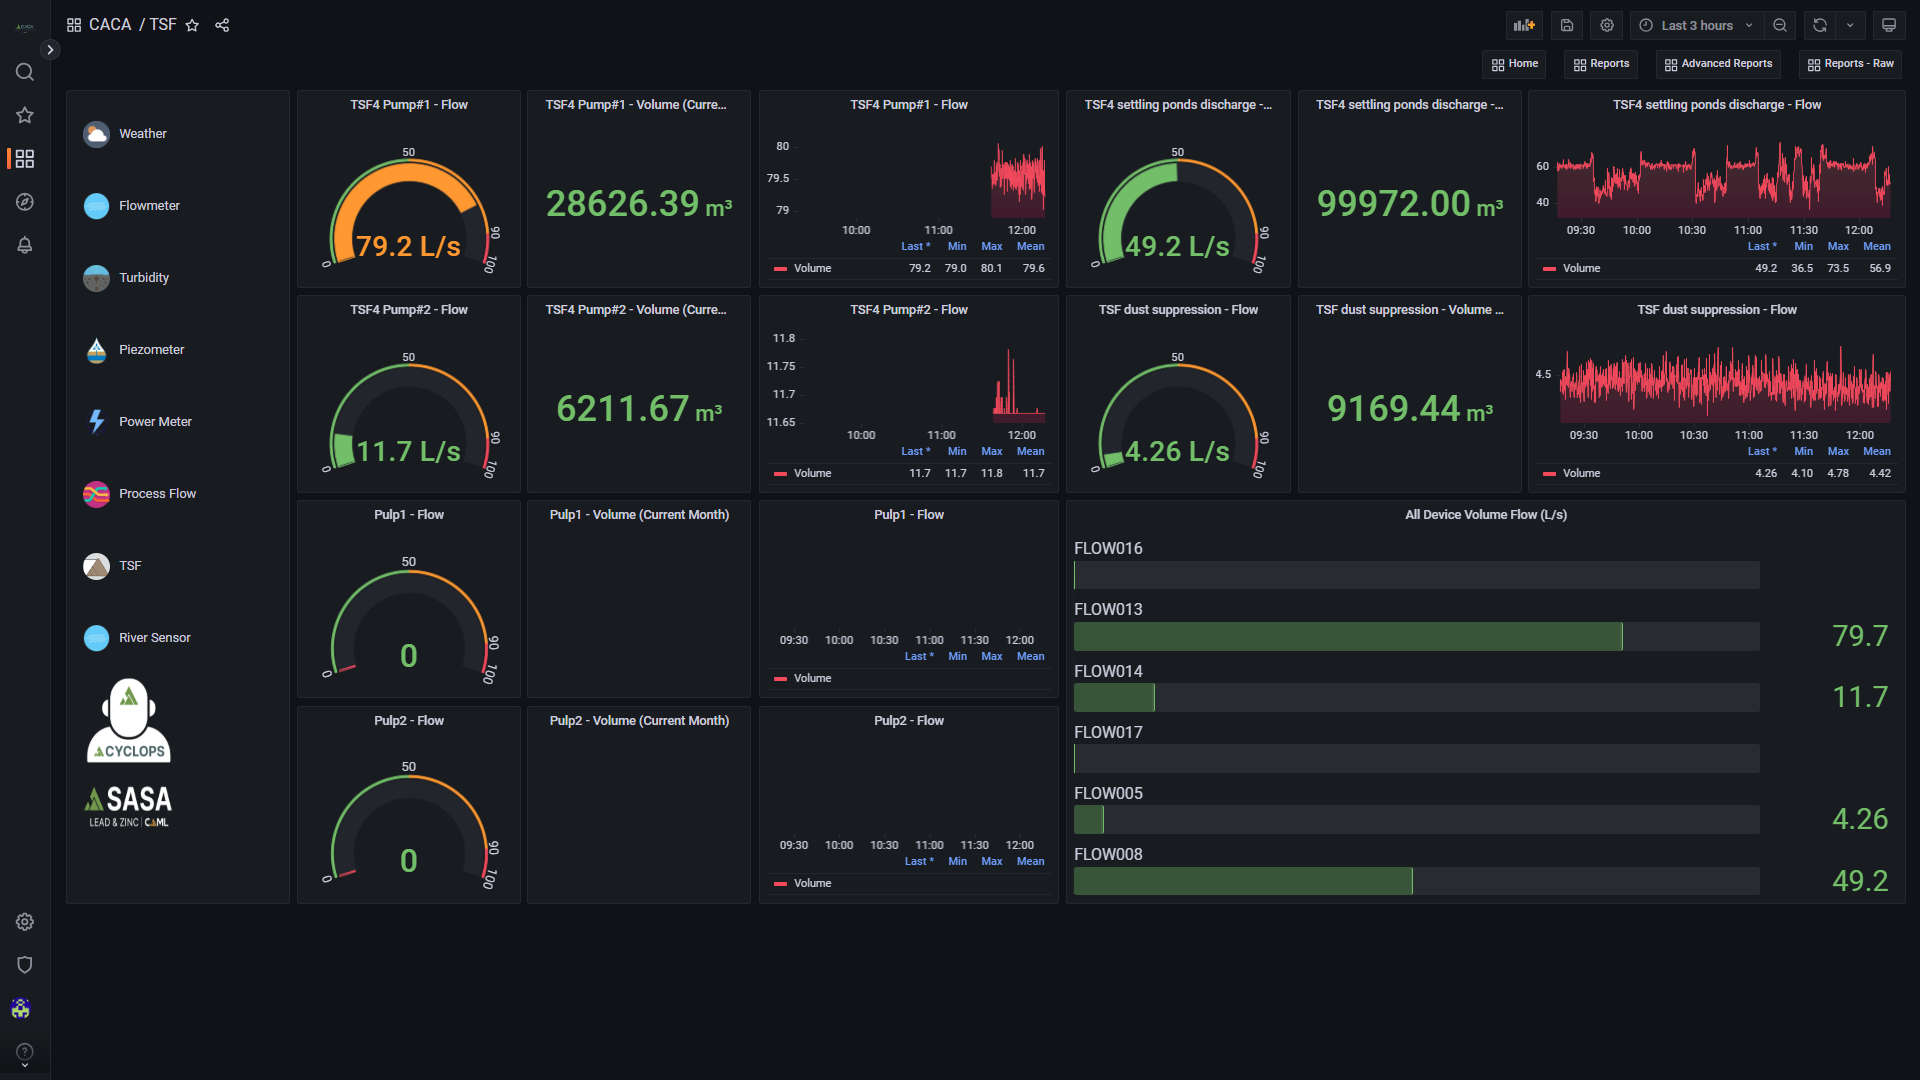 CACA / TSF
Last 3 hours
Home
Reports
Advanced Reports
Reports - Raw
Weather
Flowmeter
Turbidity
Piezometer
Power Meter
Process Flow
TSF
River Sensor
ACYCLOPS
SASA
LEAD & ZINC | CAML
TSF4 Pump#1 - Flow
0
50
90
100
79.2 L/s
TSF4 Pump#1 - Volume (Curre...
28626.39 m³
TSF4 Pump#1 - Flow
80
79.5
79
10:00 11:00 12:00
Last * Min Max Mean
Volume 79.2 79.0 80.1 79.6
TSF4 settling ponds discharge -...
0
50
90
100
49.2 L/s
TSF4 settling ponds discharge -...
99972.00 m³
TSF4 settling ponds discharge - Flow
60
40
09:30 10:00 10:30 11:00 11:30 12:00
Last * Min Max Mean
Volume 49.2 36.5 73.5 56.9
TSF4 Pump#2 - Flow
0
50
90
100
11.7 L/s
TSF4 Pump#2 - Volume (Curre...
6211.67 m³
TSF4 Pump#2 - Flow
11.8
11.75
11.7
11.65
10:00 11:00 12:00
Last * Min Max Mean
Volume 11.7 11.7 11.8 11.7
TSF dust suppression - Flow
0
50
90
100
4.26 L/s
TSF dust suppression - Volume ...
9169.44 m³
TSF dust suppression - Flow
4.5
09:30 10:00 10:30 11:00 11:30 12:00
Last * Min Max Mean
Volume 4.26 4.10 4.78 4.42
Pulp1 - Flow
0
50
90
100
0
Pulp1 - Volume (Current Month)
Pulp1 - Flow
09:30 10:00 10:30 11:00 11:30 12:00
Last * Min Max Mean
Volume
Pulp2 - Flow
0
50
90
100
0
Pulp2 - Volume (Current Month)
Pulp2 - Flow
09:30 10:00 10:30 11:00 11:30 12:00
Last * Min Max Mean
Volume
All Device Volume Flow (L/s)
FLOW016
FLOW013
79.7
FLOW014
11.7
FLOW017
FLOW005
4.26
FLOW008
49.2